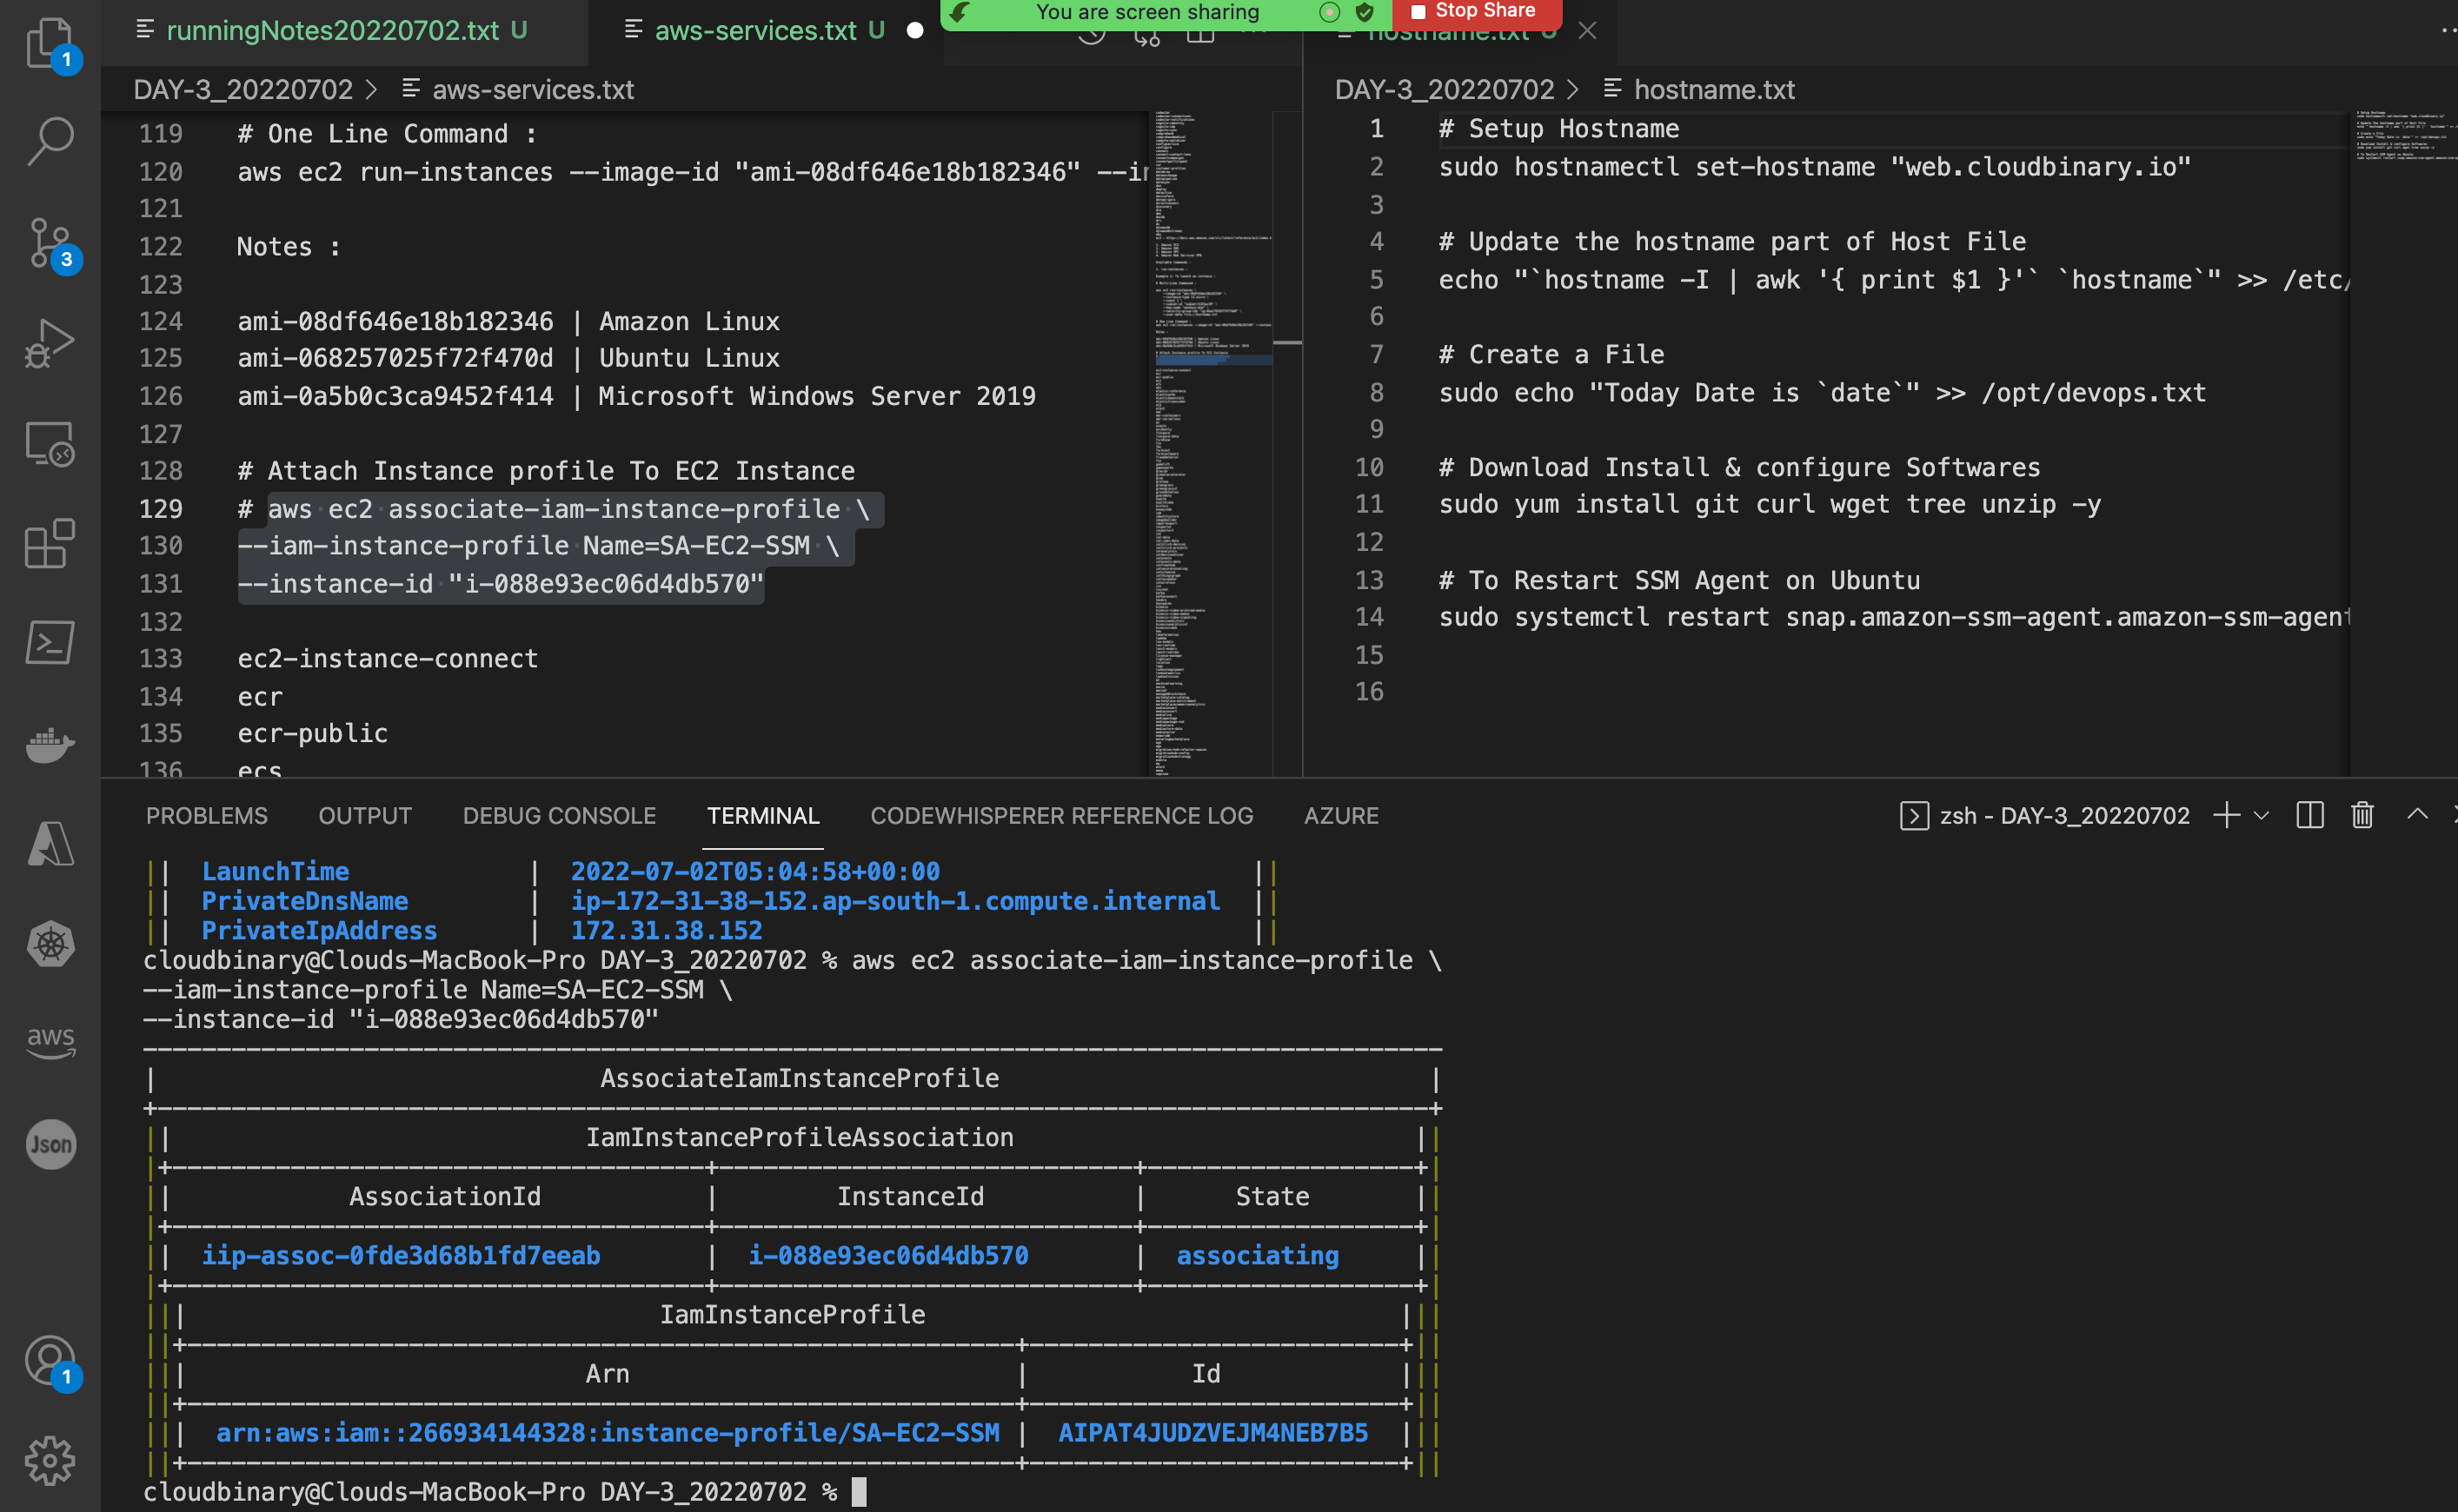 You are screen sharing
Stop Share
runningNotes20220702.txt U
aws-services.txt U
hostname.txt U
DAY-3_20220702 > aws-services.txt
119 # One Line Command :
120 aws ec2 run-instances --image-id "ami-08df646e18b182346" --in
121
122 Notes :
123
124 ami-08df646e18b182346 | Amazon Linux
125 ami-068257025f72f470d | Ubuntu Linux
126 ami-0a5b0c3ca9452f414 | Microsoft Windows Server 2019
127
128 # Attach Instance profile To EC2 Instance
129 # aws ec2 associate-iam-instance-profile \
130 --iam-instance-profile Name=SA-EC2-SSM \
131 --instance-id "i-088e93ec06d4db570"
132
133 ec2-instance-connect
134 ecr
135 ecr-public
136 ecs
DAY-3_20220702 > hostname.txt
1 # Setup Hostname
2 sudo hostnamectl set-hostname "web.cloudbinary.io"
3
4 # Update the hostname part of Host File
5 echo "`hostname -I | awk '{ print $1 }'` `hostname`" >> /etc/
6
7 # Create a File
8 sudo echo "Today Date is `date`" >> /opt/devops.txt
9
10 # Download Install & configure Softwares
11 sudo yum install git curl wget tree unzip -y
12
13 # To Restart SSM Agent on Ubuntu
14 sudo systemctl restart snap.amazon-ssm-agent.amazon-ssm-agent
15
16
1
3
aws
Json
1
PROBLEMS OUTPUT DEBUG CONSOLE TERMINAL CODEWHISPERER REFERENCE LOG AZURE
zsh - DAY-3_20220702
|| LaunchTime | 2022-07-02T05:04:58+00:00 ||
|| PrivateDnsName | ip-172-31-38-152.ap-south-1.compute.internal ||
|| PrivateIpAddress | 172.31.38.152 ||
cloudbinary@Clouds-MacBook-Pro DAY-3_20220702 % aws ec2 associate-iam-instance-profile \
--iam-instance-profile Name=SA-EC2-SSM \
--instance-id "i-088e93ec06d4db570"
| AssociateIamInstanceProfile |
|| IamInstanceProfileAssociation ||
|| AssociationId | InstanceId | State ||
|| iip-assoc-0fde3d68b1fd7eeab | i-088e93ec06d4db570 | associating ||
||| IamInstanceProfile |||
||| Arn | Id |||
||| arn:aws:iam::266934144328:instance-profile/SA-EC2-SSM | AIPAT4JUDZVEJM4NEB7B5 |||
cloudbinary@Clouds-MacBook-Pro DAY-3_20220702 %